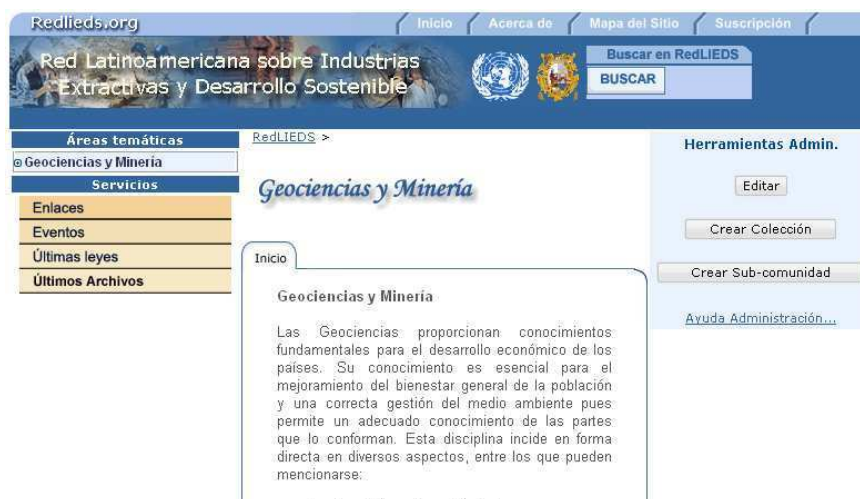 Redlieds.org
Inicio
Acerca de
Mapa del Sitio
Suscripción
Red Latinoamericana sobre Industrias
Extractivas y Desarrollo Sostenible
Buscar en RedLIEDS
BUSCAR
Áreas temáticas
Geociencias y Minería
Servicios
Enlaces
Eventos
Últimas leyes
Últimos Archivos
RedLIEDS >
Geociencias y Minería
Inicio
Geociencias y Minería
Las Geociencias proporcionan conocimientos
fundamentales para el desarrollo económico de los
países. Su conocimiento es esencial para el
mejoramiento del bienestar general de la población
y una correcta gestión del medio ambiente pues
permite un adecuado conocimiento de las partes
que lo conforman. Esta disciplina incide en forma
directa en diversos aspectos, entre los que pueden
mencionarse:
Herramientas Admin.
Editar
Crear Colección
Crear Sub-comunidad
Ayuda Administración...